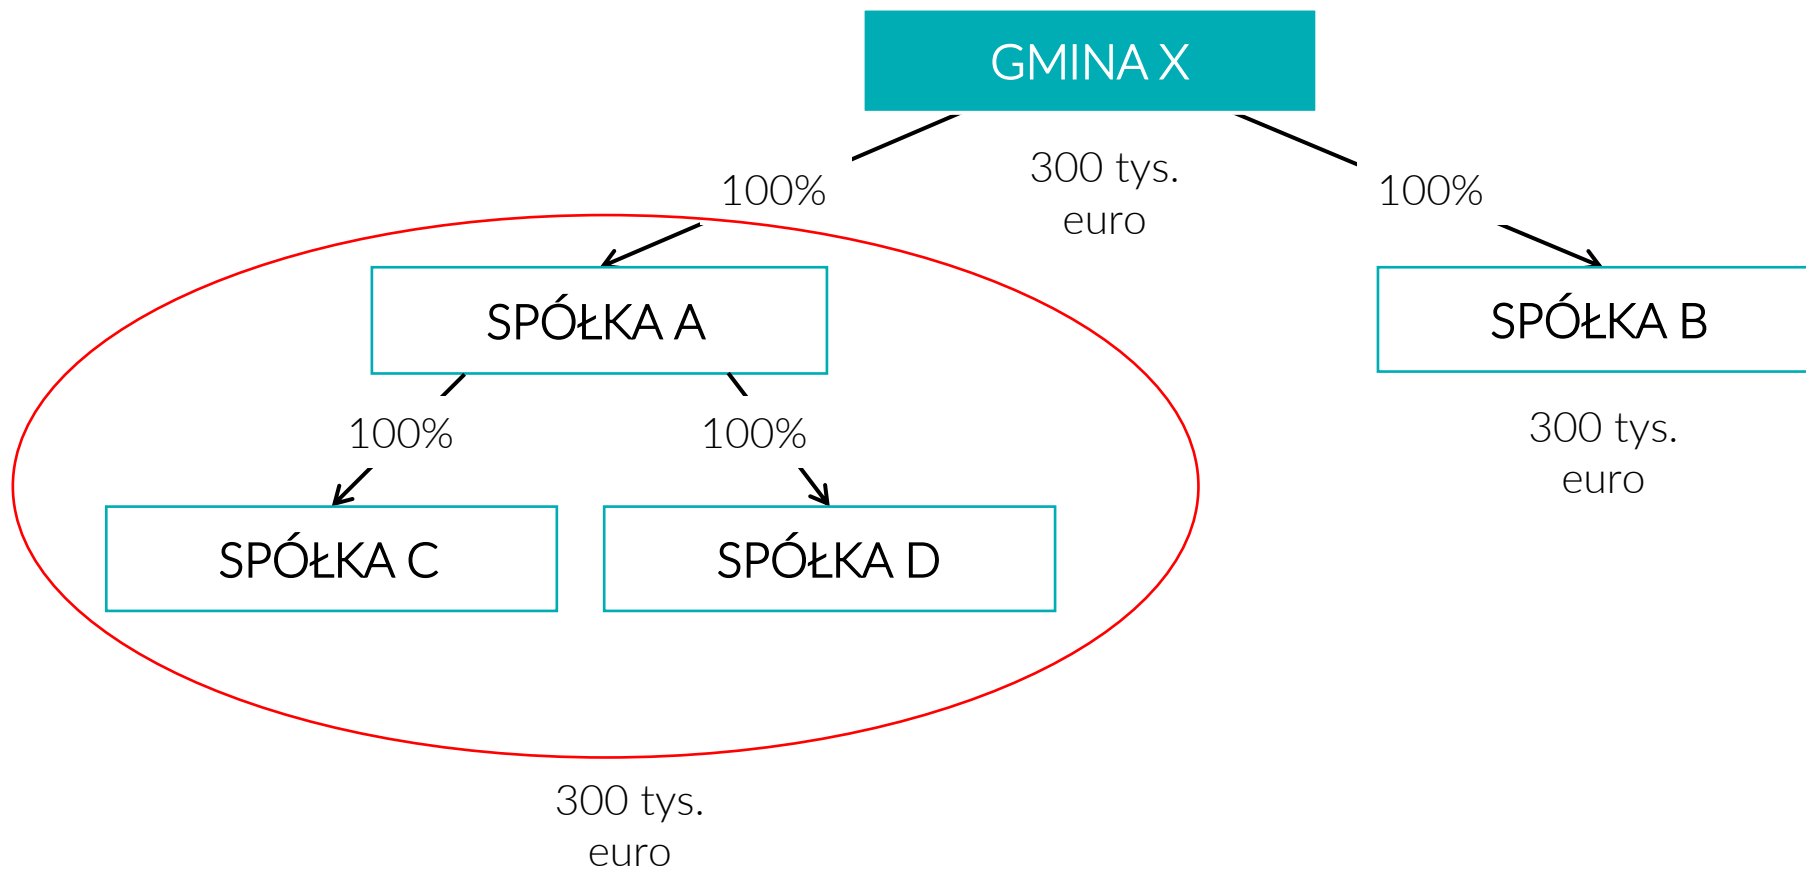 GMINA X
300 tys.
euro
100%
100%
SPÓŁKA A
SPÓŁKA B
100%
100%
300 tys.
euro
SPÓŁKA C
SPÓŁKA D
300 tys.
euro